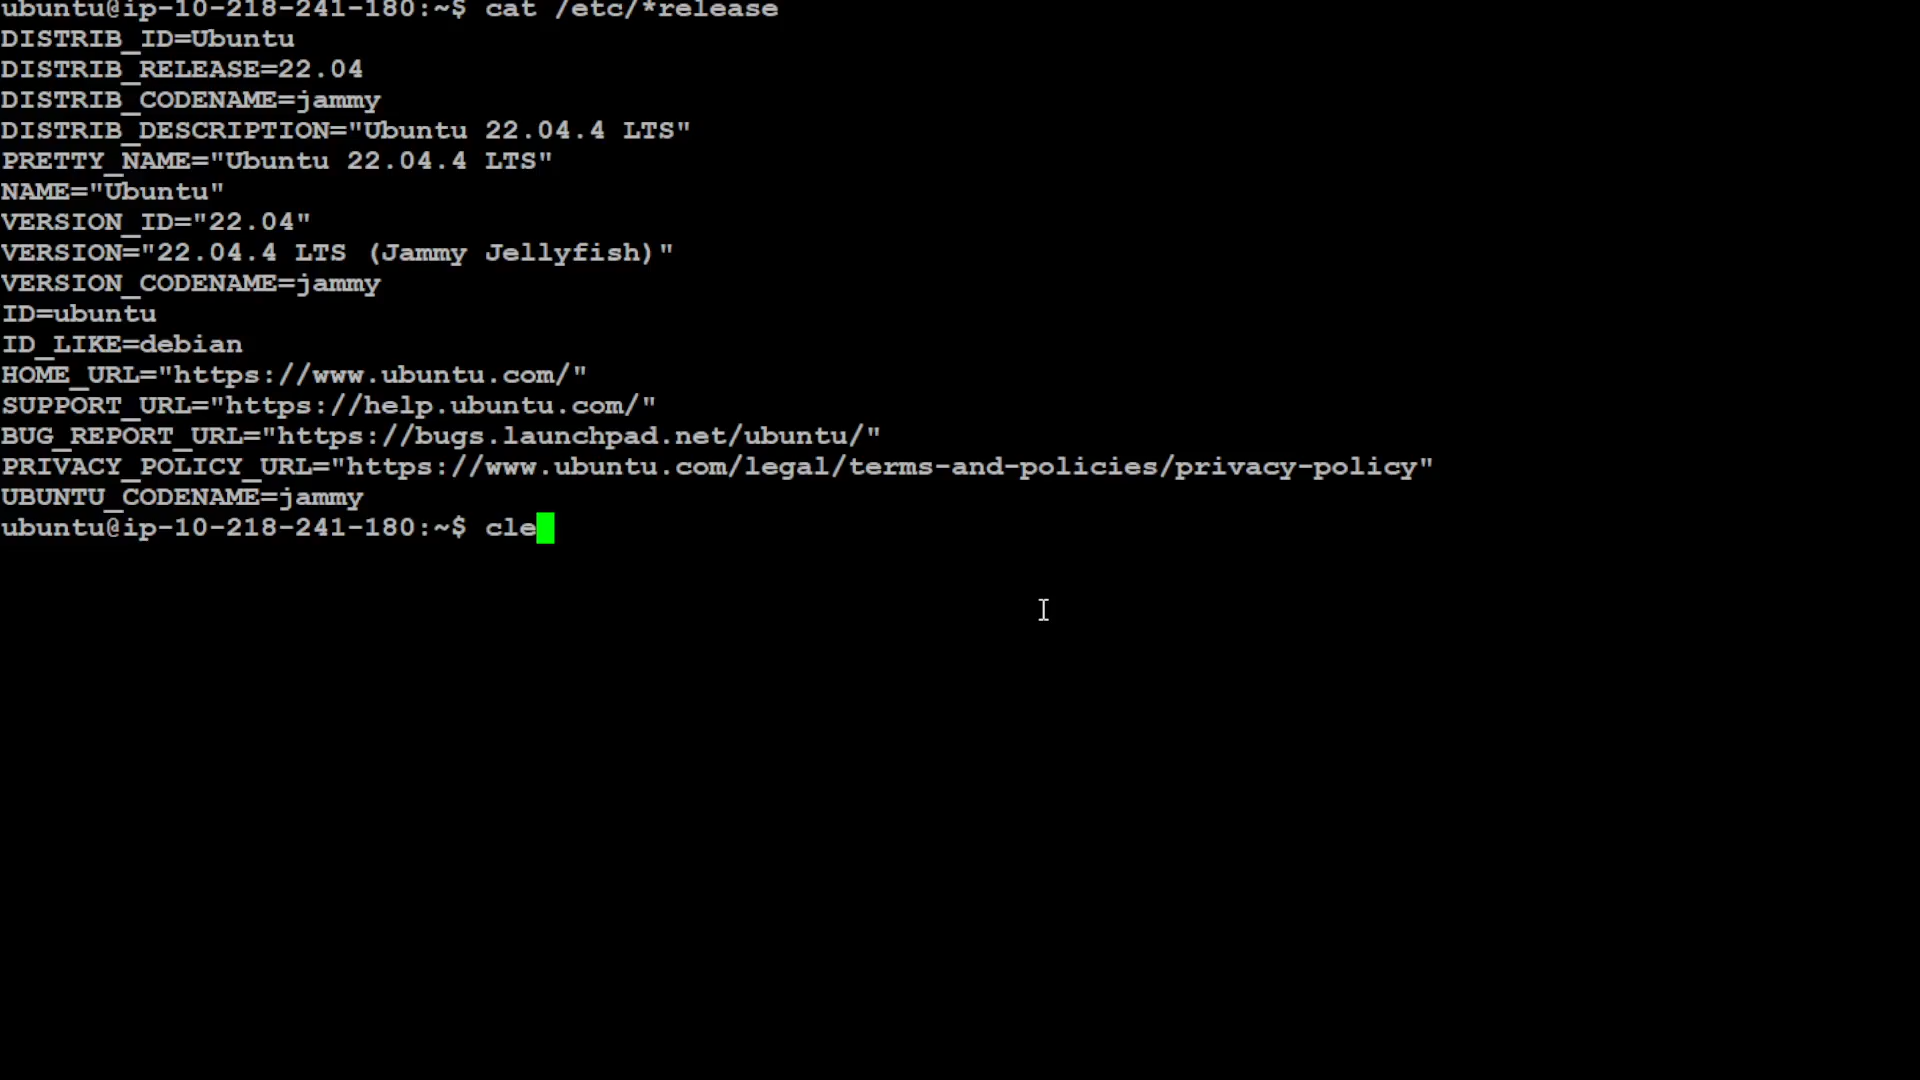 ubuntu@ip-10-218-241-180:~$ cat /etc/*release
DISTRIB_ID=Ubuntu
DISTRIB_RELEASE=22.04
DISTRIB_CODENAME=jammy
DISTRIB_DESCRIPTION="Ubuntu 22.04.4 LTS"
PRETTY_NAME="Ubuntu 22.04.4 LTS"
NAME="Ubuntu"
VERSION_ID="22.04"
VERSION="22.04.4 LTS (Jammy Jellyfish)"
VERSION_CODENAME=jammy
ID=ubuntu
ID_LIKE=debian
HOME_URL="https://www.ubuntu.com/"
SUPPORT_URL="https://help.ubuntu.com/"
BUG_REPORT_URL="https://bugs.launchpad.net/ubuntu/"
PRIVACY_POLICY_URL="https://www.ubuntu.com/legal/terms-and-policies/privacy-policy"
UBUNTU_CODENAME=jammy
ubuntu@ip-10-218-241-180:~$ cle